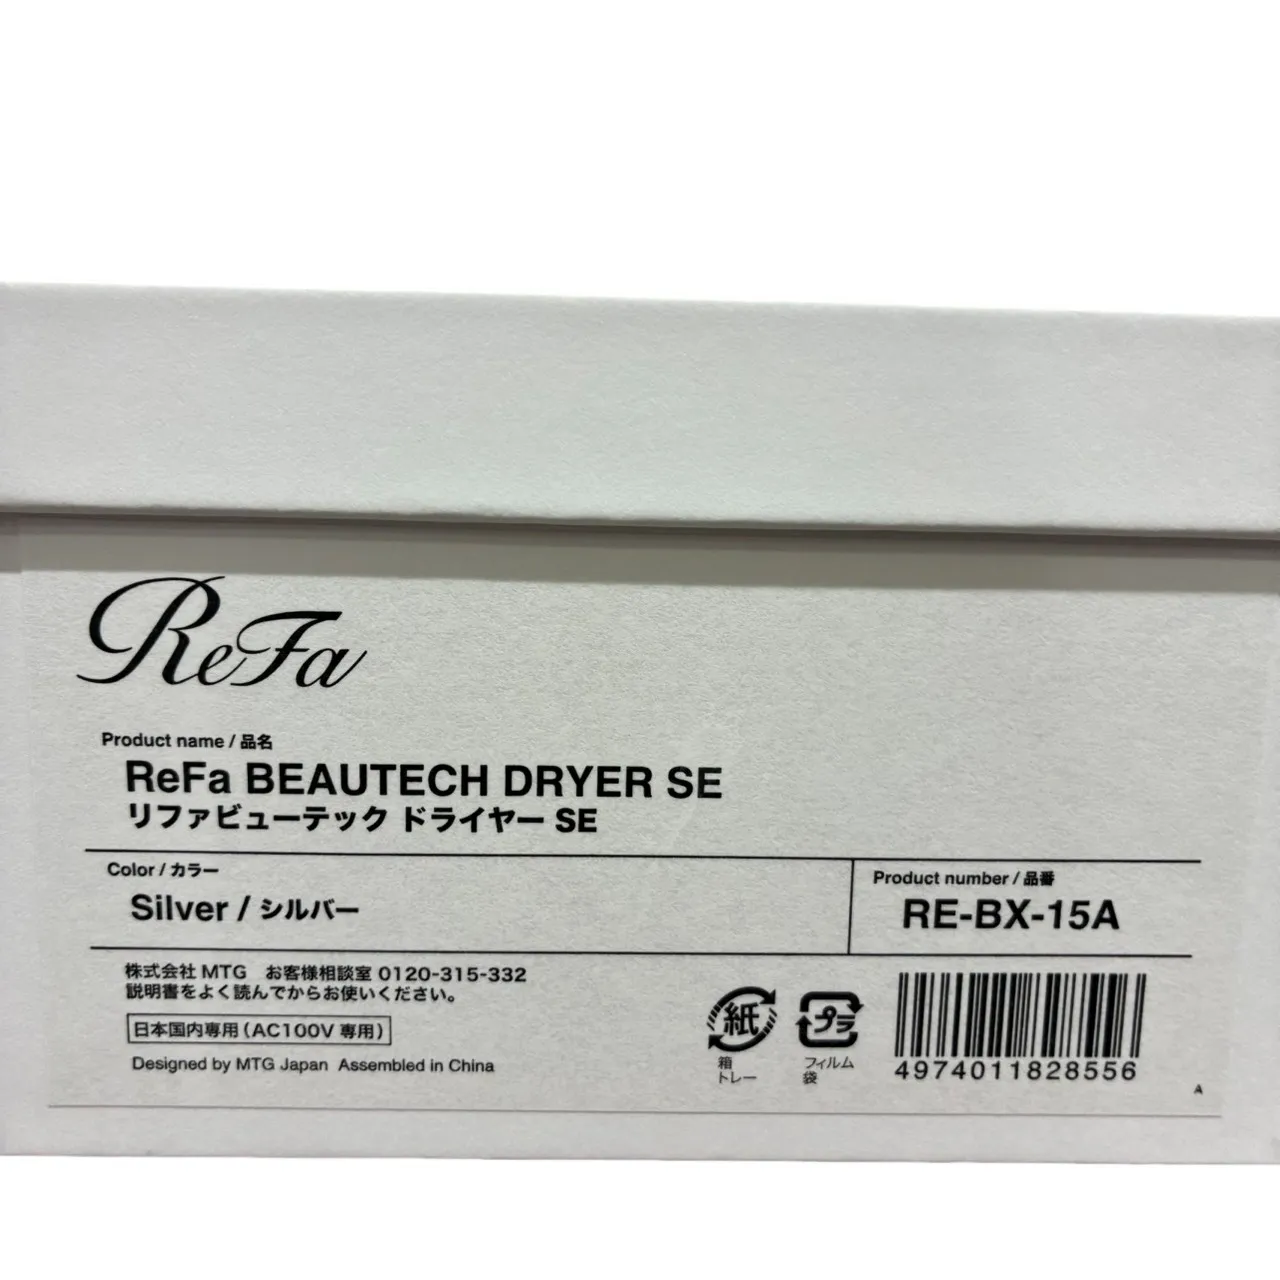 ReFa
Product name / 品名
ReFa BEAUTECH DRYER SE
リファビューテック ドライヤー SE
Color / カラー
Silver / シルバー
Product number / 品番
RE-BX-15A
株式会社 MTG お客様相談室 0120-315-332
説明書をよく読んでからお使いください。
日本国内専用（AC100V 専用）
Designed by MTG Japan Assembled in China
紙
箱
トレー
プラ
フィルム
袋
4974011828556
A